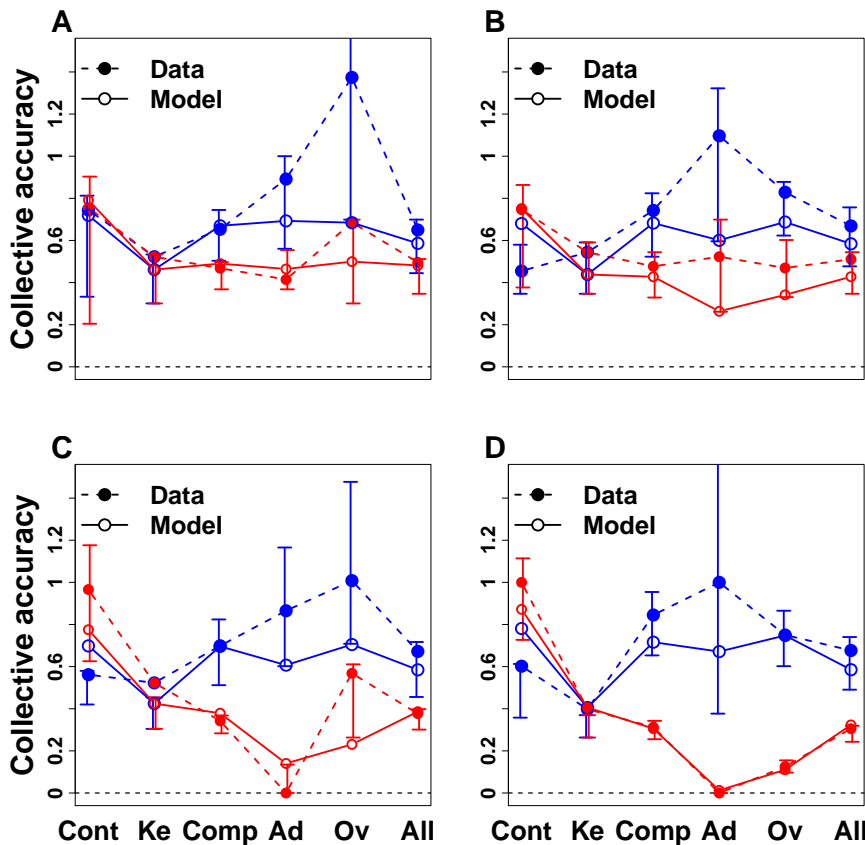 A
B
Data
Model
Data
Model
Collective accuracy
0
0.2
0.6
1
1.2
0
0.2
0.6
1
1.2
C
D
Data
Model
Data
Model
Collective accuracy
0
0.2
0.6
1
1.2
0
0.2
0.6
1
1.2
Cont Ke Comp Ad Ov All
Cont Ke Comp Ad Ov All